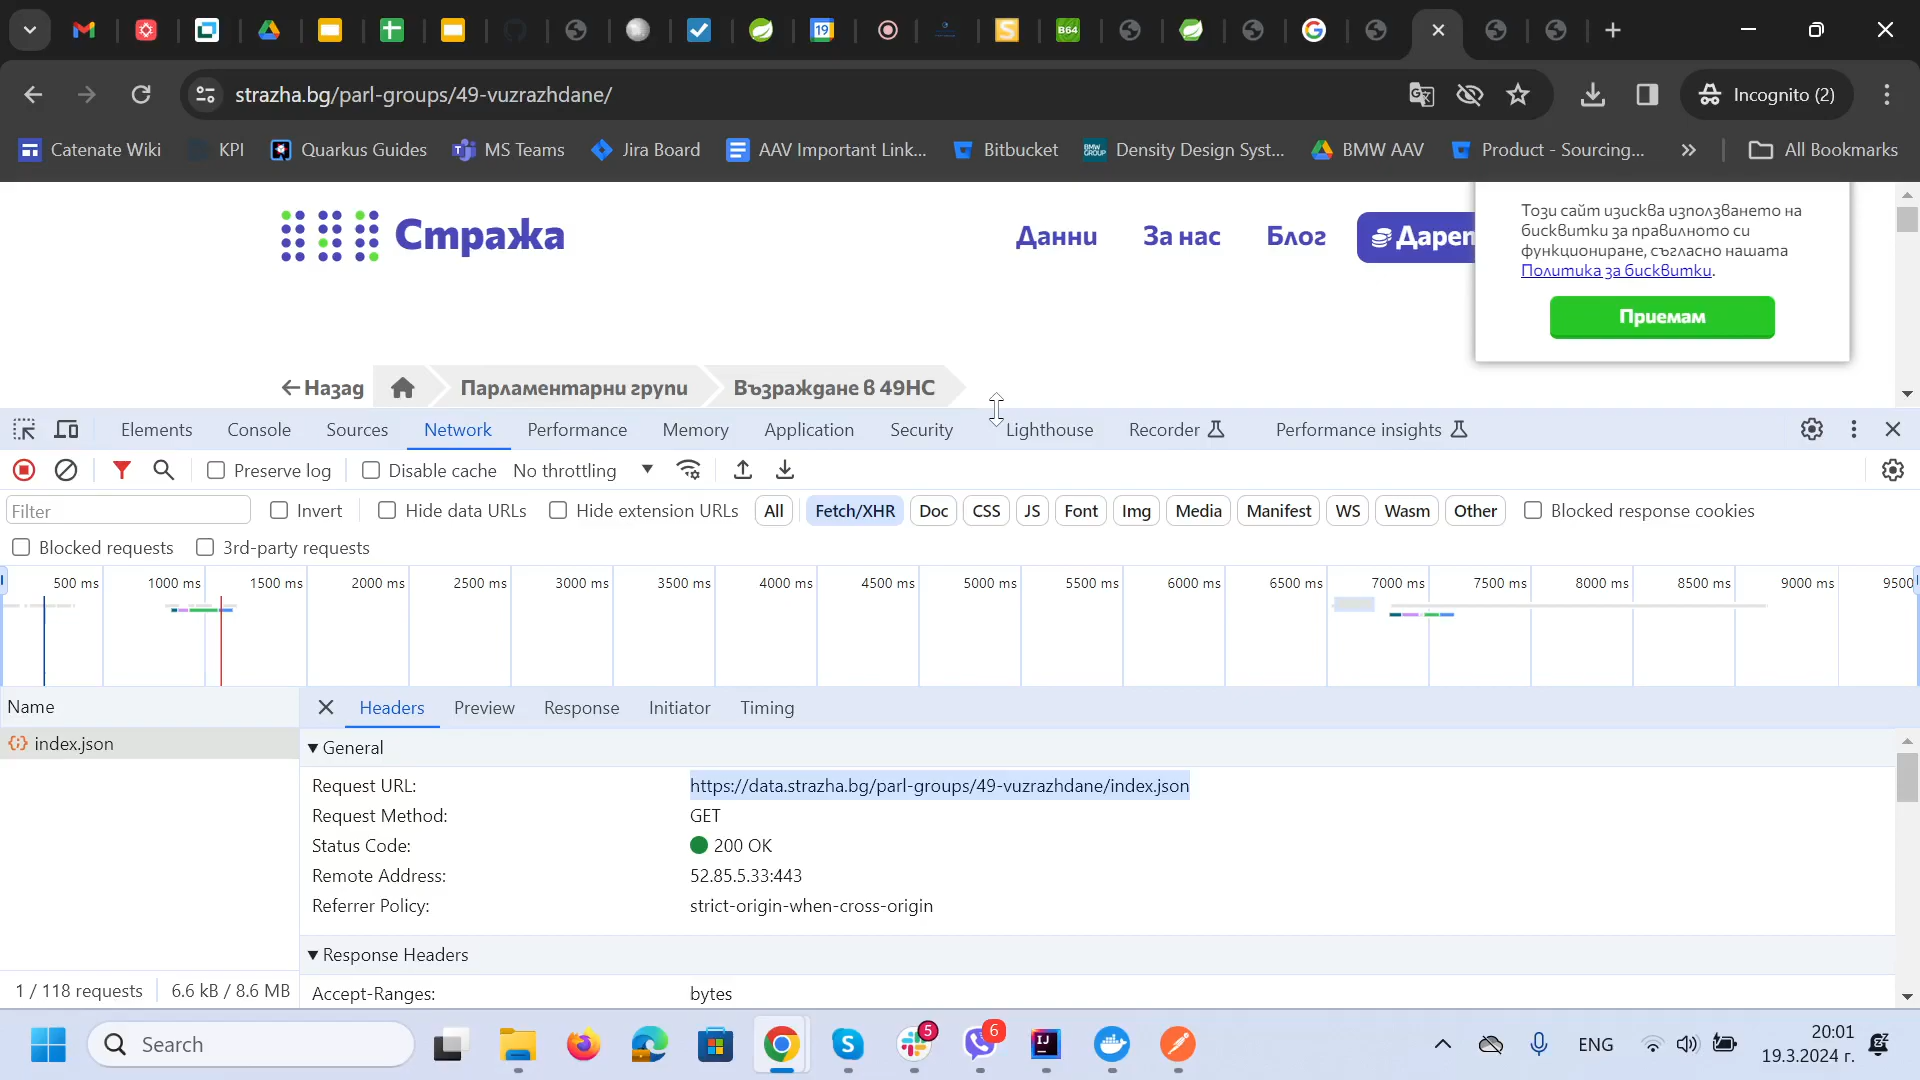 19
B64
strazha.bg/parl-groups/49-vuzrazhdane/
Incognito (2)
Catenate Wiki
KPI
Quarkus Guides
MS Teams
Jira Board
AAV Important Link...
Bitbucket
Density Design Syst...
BMW AAV
Product - Sourcing...
All Bookmarks
Стража
Данни
За нас
Блог
Дареn
Този сайт изисква използването на
бисквитки за правилното си
функциониране, съгласно нашата
Политика за бисквитки.
Приемам
Назад
Парламентарни групи
Възраждане в 49НС
Elements
Console
Sources
Network
Performance
Memory
Application
Security
Lighthouse
Recorder
Performance insights
Preserve log
Disable cache
No throttling
Filter
Invert
Hide data URLs
Hide extension URLs
All
Fetch/XHR
Doc
CSS
JS
Font
Img
Media
Manifest
WS
Wasm
Other
Blocked response cookies
Blocked requests
3rd-party requests
500 ms
1000 ms
1500 ms
2000 ms
2500 ms
3000 ms
3500 ms
4000 ms
4500 ms
5000 ms
5500 ms
6000 ms
6500 ms
7000 ms
7500 ms
8000 ms
8500 ms
9000 ms
9500
Name
Headers
Preview
Response
Initiator
Timing
index.json
General
Request URL:
https://data.strazha.bg/parl-groups/49-vuzrazhdane/index.json
Request Method:
GET
Status Code:
200 OK
Remote Address:
52.85.5.33:443
Referrer Policy:
strict-origin-when-cross-origin
Response Headers
Accept-Ranges:
bytes
1 / 118 requests
6.6 kB / 8.6 MB
Search
5
6
IJ
ENG
20:01
19.3.2024 г.